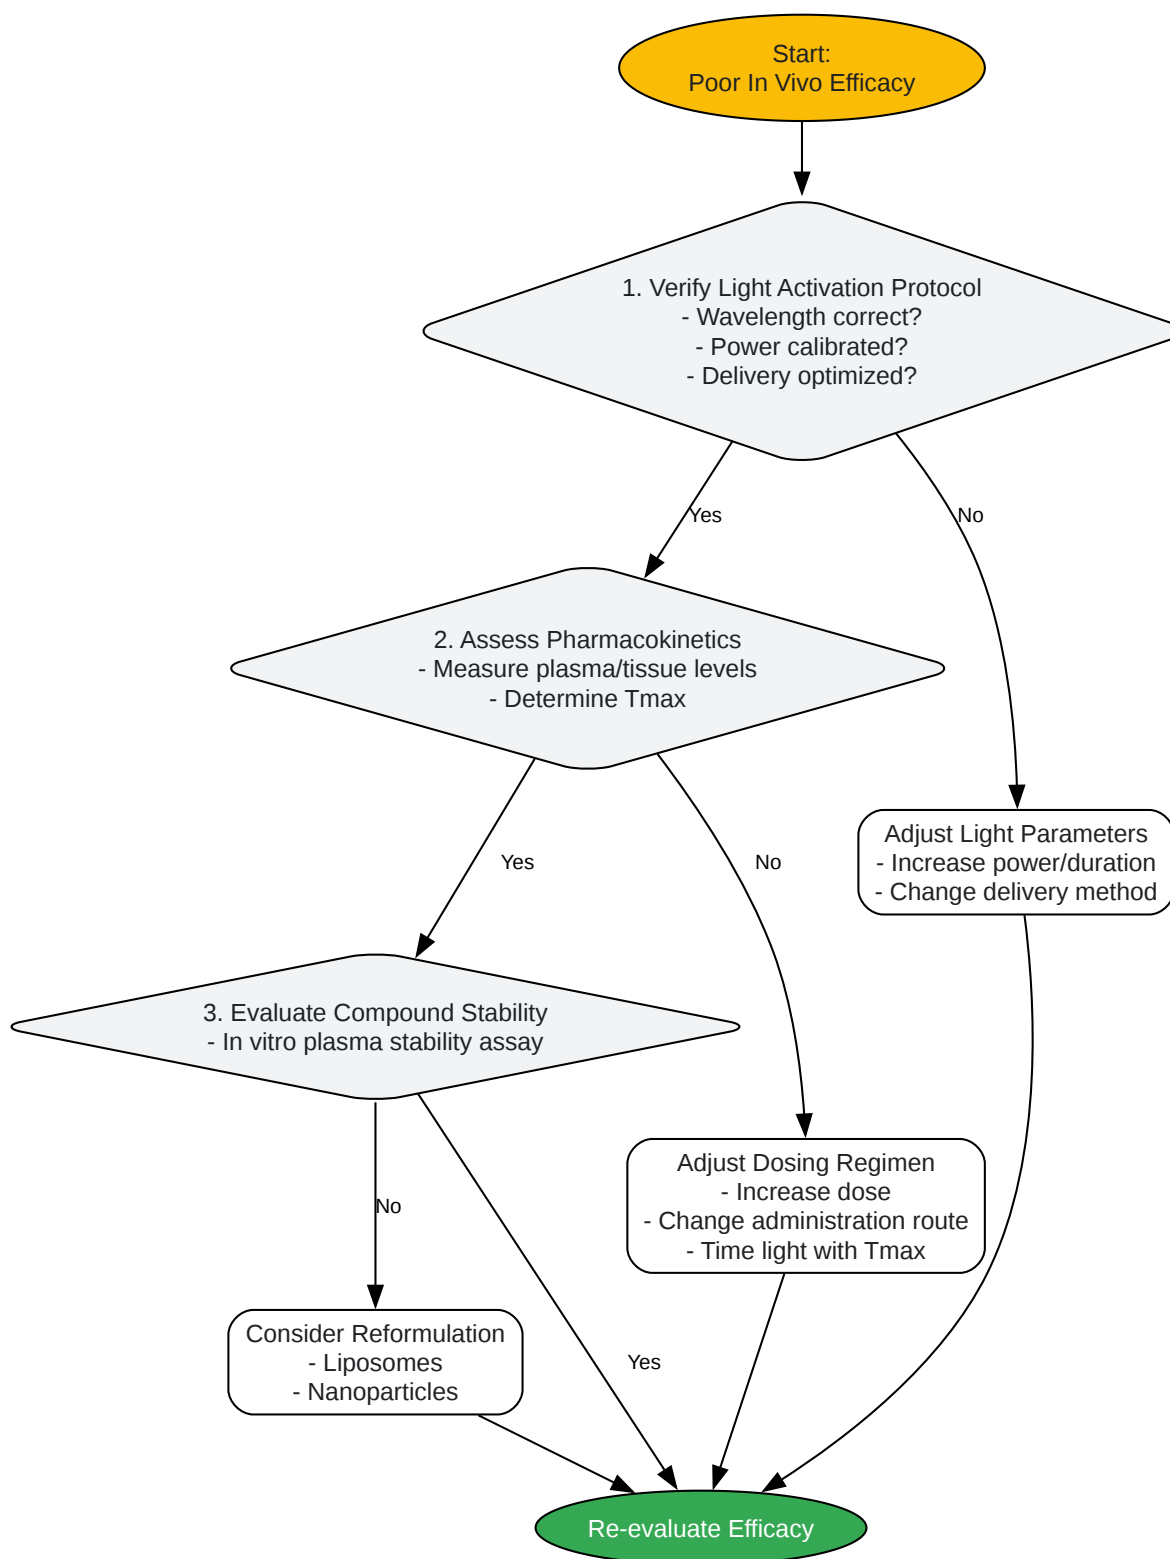 Start:
Poor In Vivo Efficacy
1. Verify Light Activation Protocol
- Wavelength correct?
- Power calibrated?
- Delivery optimized?
Yes
No
2. Assess Pharmacokinetics
- Measure plasma/tissue levels
- Determine Tmax
Yes
No
Adjust Light Parameters
- Increase power/duration
- Change delivery method
3. Evaluate Compound Stability
- In vitro plasma stability assay
No
Yes
Adjust Dosing Regimen
- Increase dose
- Change administration route
- Time light with Tmax
Consider Reformulation
- Liposomes
- Nanoparticles
Re-evaluate Efficacy